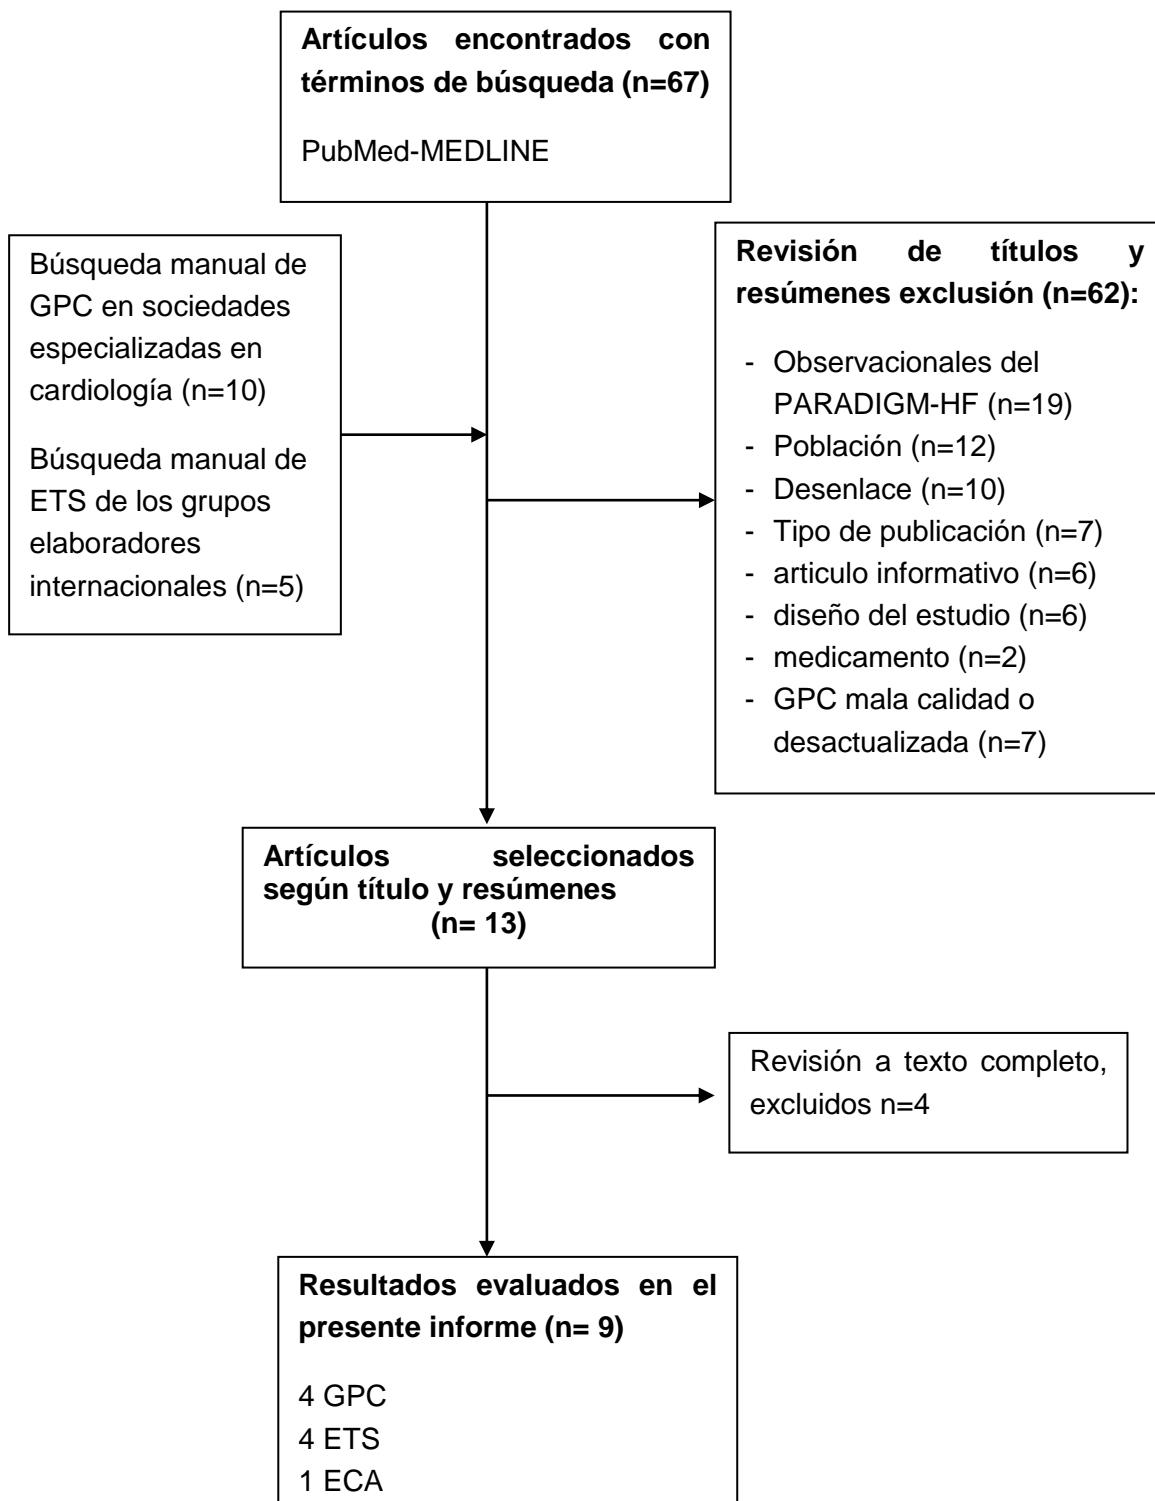 Artículos encontrados con
términos de búsqueda (n=67)
PubMed-MEDLINE
Búsqueda manual de
GPC en sociedades
especializadas en
cardiología (n=10)
Búsqueda manual de
ETS de los grupos
elaboradores
internacionales (n=5)
Revisión de títulos y
resúmenes exclusión (n=62):
- Observacionales del
PARADIGM-HF (n=19)
- Población (n=12)
- Desenlace (n=10)
- Tipo de publicación (n=7)
- articulo informativo (n=6)
- diseño del estudio (n=6)
- medicamento (n=2)
- GPC mala calidad o
desactualizada (n=7)
Artículos seleccionados
según título y resúmenes
(n= 13)
Revisión a texto completo,
excluidos n=4
Resultados evaluados en el
presente informe (n= 9)
4 GPC
4 ETS
1 ECA